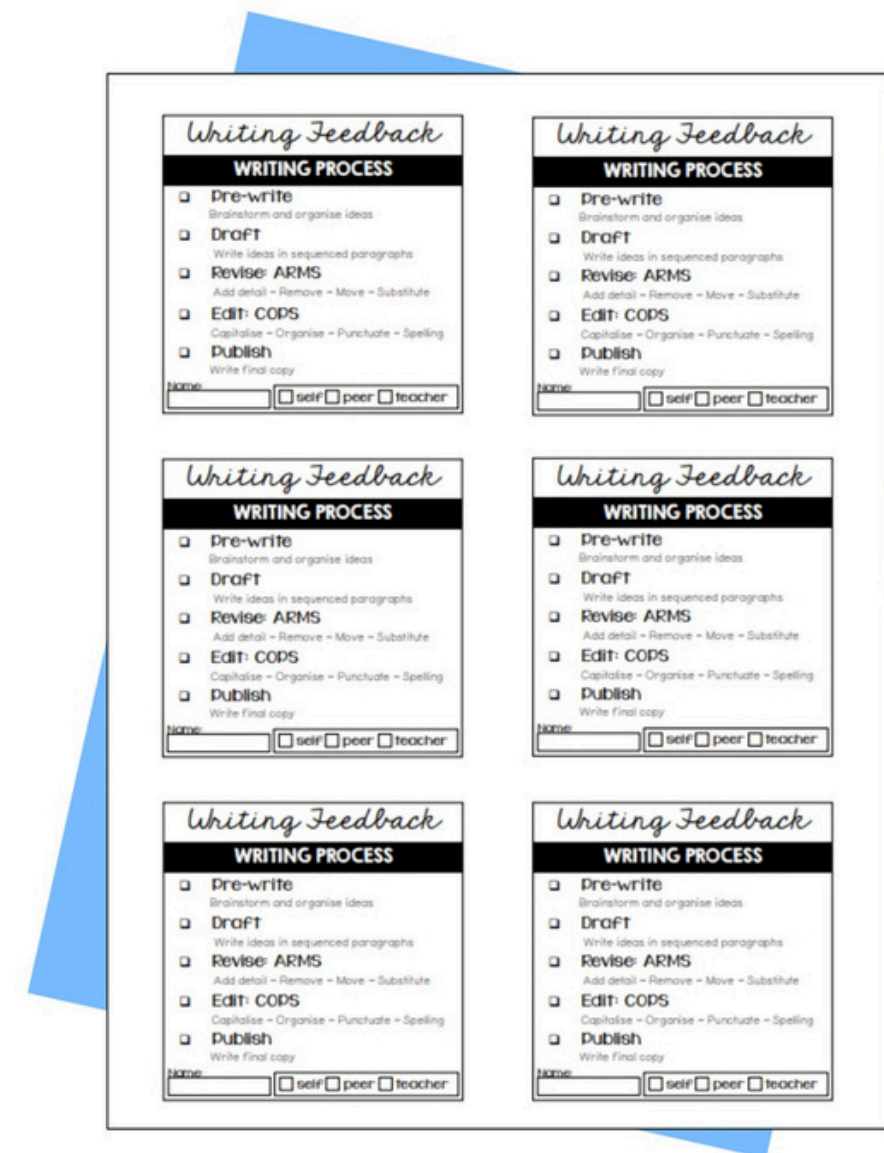 Writing Feedback
WRITING PROCESS
Pre-write
Brainstorm and organise ideas
Draft
Write ideas in sequenced paragraphs
Revise: ARMS
Add detail - Remove - Move - Substitute
Edit: COPS
Capitalise - Organise - Punctuate - Spelling
Publish
Write final copy
Name
self peer teacher
Writing Feedback
WRITING PROCESS
Pre-write
Brainstorm and organise ideas
Draft
Write ideas in sequenced paragraphs
Revise: ARMS
Add detail - Remove - Move - Substitute
Edit: COPS
Capitalise - Organise - Punctuate - Spelling
Publish
Write final copy
Name
self peer teacher
Writing Feedback
WRITING PROCESS
Pre-write
Brainstorm and organise ideas
Draft
Write ideas in sequenced paragraphs
Revise: ARMS
Add detail - Remove - Move - Substitute
Edit: COPS
Capitalise - Organise - Punctuate - Spelling
Publish
Write final copy
Name
self peer teacher
Writing Feedback
WRITING PROCESS
Pre-write
Brainstorm and organise ideas
Draft
Write ideas in sequenced paragraphs
Revise: ARMS
Add detail - Remove - Move - Substitute
Edit: COPS
Capitalise - Organise - Punctuate - Spelling
Publish
Write final copy
Name
self peer teacher
Writing Feedback
WRITING PROCESS
Pre-write
Brainstorm and organise ideas
Draft
Write ideas in sequenced paragraphs
Revise: ARMS
Add detail - Remove - Move - Substitute
Edit: COPS
Capitalise - Organise - Punctuate - Spelling
Publish
Write final copy
Name
self peer teacher
Writing Feedback
WRITING PROCESS
Pre-write
Brainstorm and organise ideas
Draft
Write ideas in sequenced paragraphs
Revise: ARMS
Add detail - Remove - Move - Substitute
Edit: COPS
Capitalise - Organise - Punctuate - Spelling
Publish
Write final copy
Name
self peer teacher